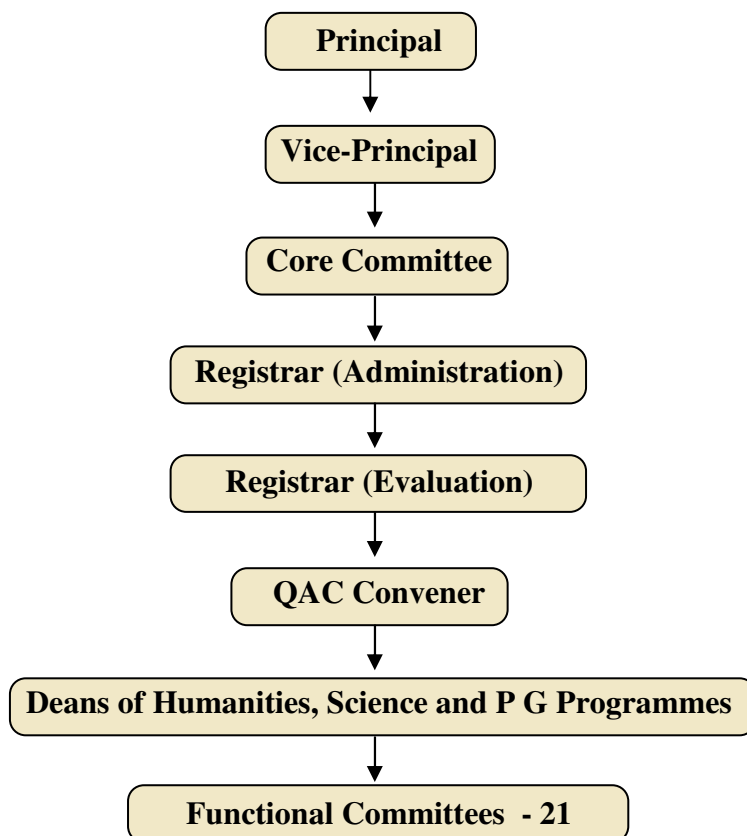 Principal
Vice-Principal
Core Committee
Registrar (Administration)
Registrar (Evaluation)
QAC Convener
Deans of Humanities, Science and P G Programmes
Functional Committees - 21